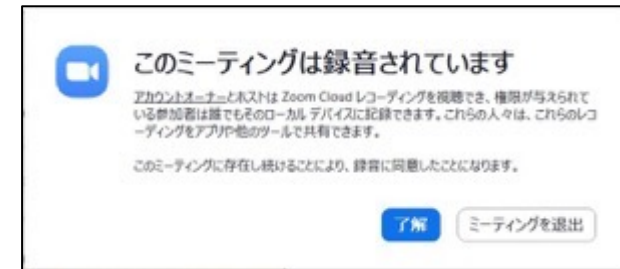 このミーティングは録音されています
アカウントオーナーとホストは Zoom Cloud レコーディングを視聴でき、権限が与えられて
いる参加者は誰でもそのローカル デバイスに記録できます。これらの人々は、これらのレコ
ーディングをアプリや他のツールで共有できます。
このミーティングに存在し続けることにより、録音に同意したことになります。
了解
ミーティングを退出